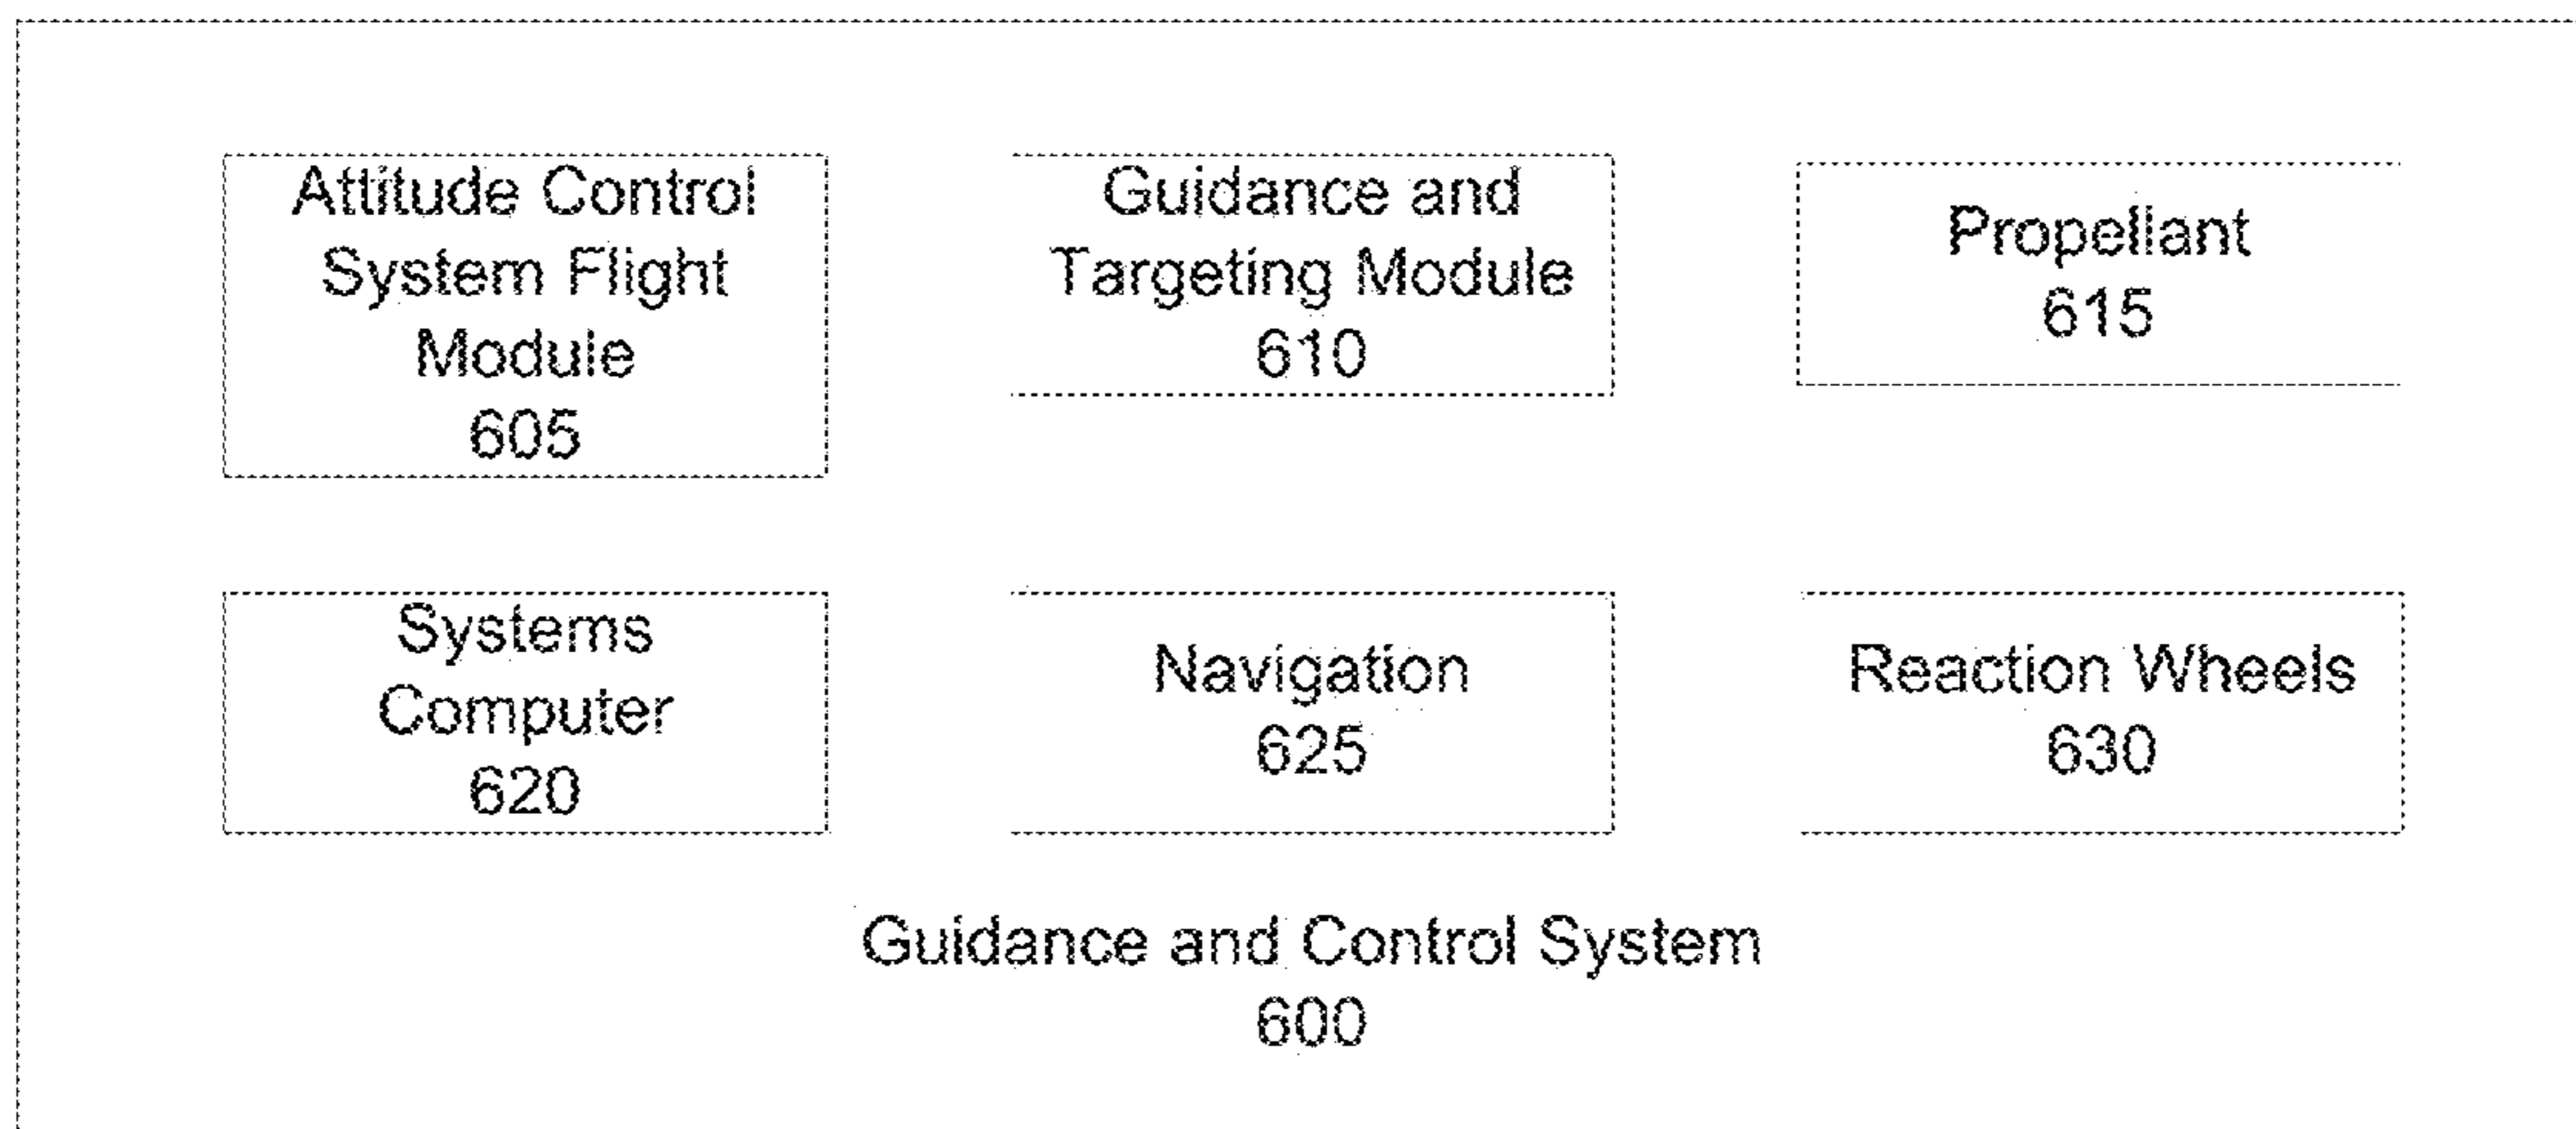 Attitude Control
System Flight
Module
605
Guidance and
Targeting Module
610
Propellant
615
Systems
Computer
620
Navigation
625
Reaction Wheels
630
Guidance and Control System
600